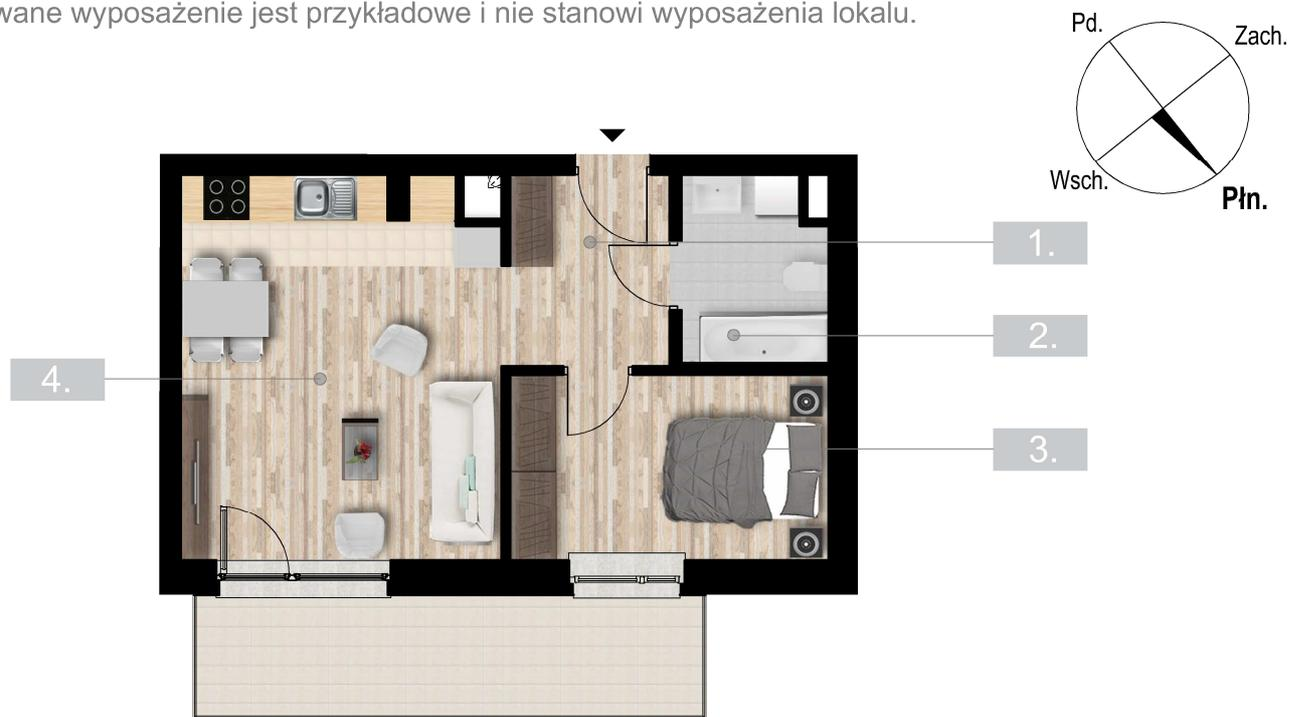 wane wyposażenie jest przykładowe i nie stanowi wyposażenia lokalu.
Pd.
Zach.
Wsch.
Płn.
1.
2.
4.
3.